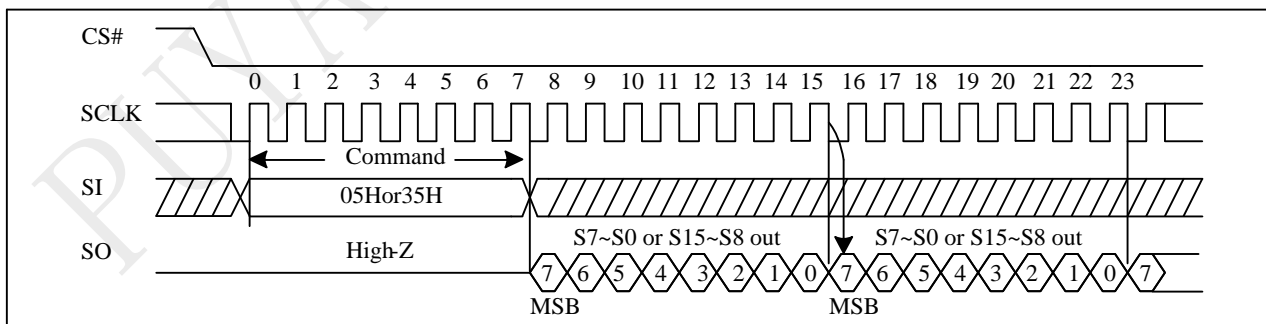 PUYA
CS#
0 1 2 3 4 5 6 7 8 9 10 11 12 13 14 15 16 17 18 19 20 21 22 23
SCLK
Command
SI
05Hor35H
S7~S0 or S15~S8 out S7~S0 or S15~S8 out
SO
High-Z
7 6 5 4 3 2 1 0 7 6 5 4 3 2 1 0 7
MSB MSB